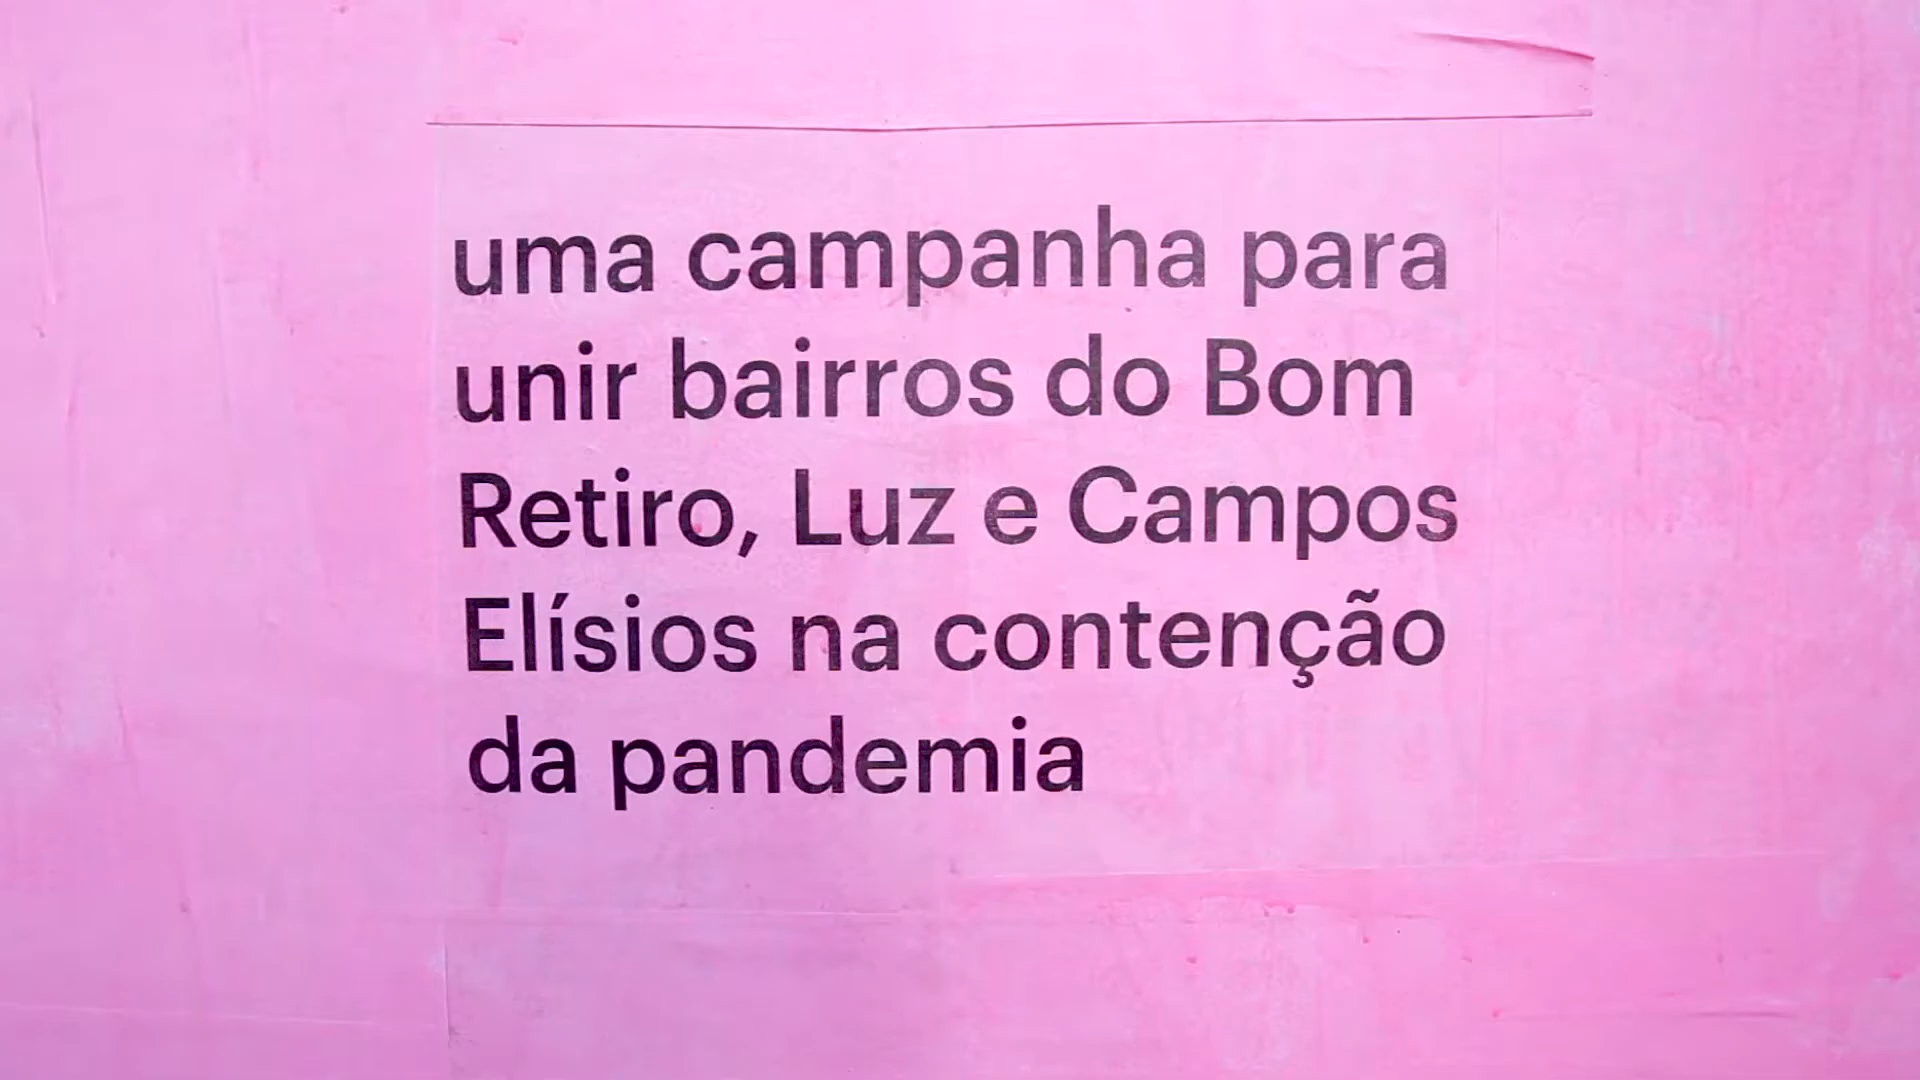 uma campanha para
unir bairros do Bom
Retiro, Luz e Campos
Elísios na contenção
da pandemia